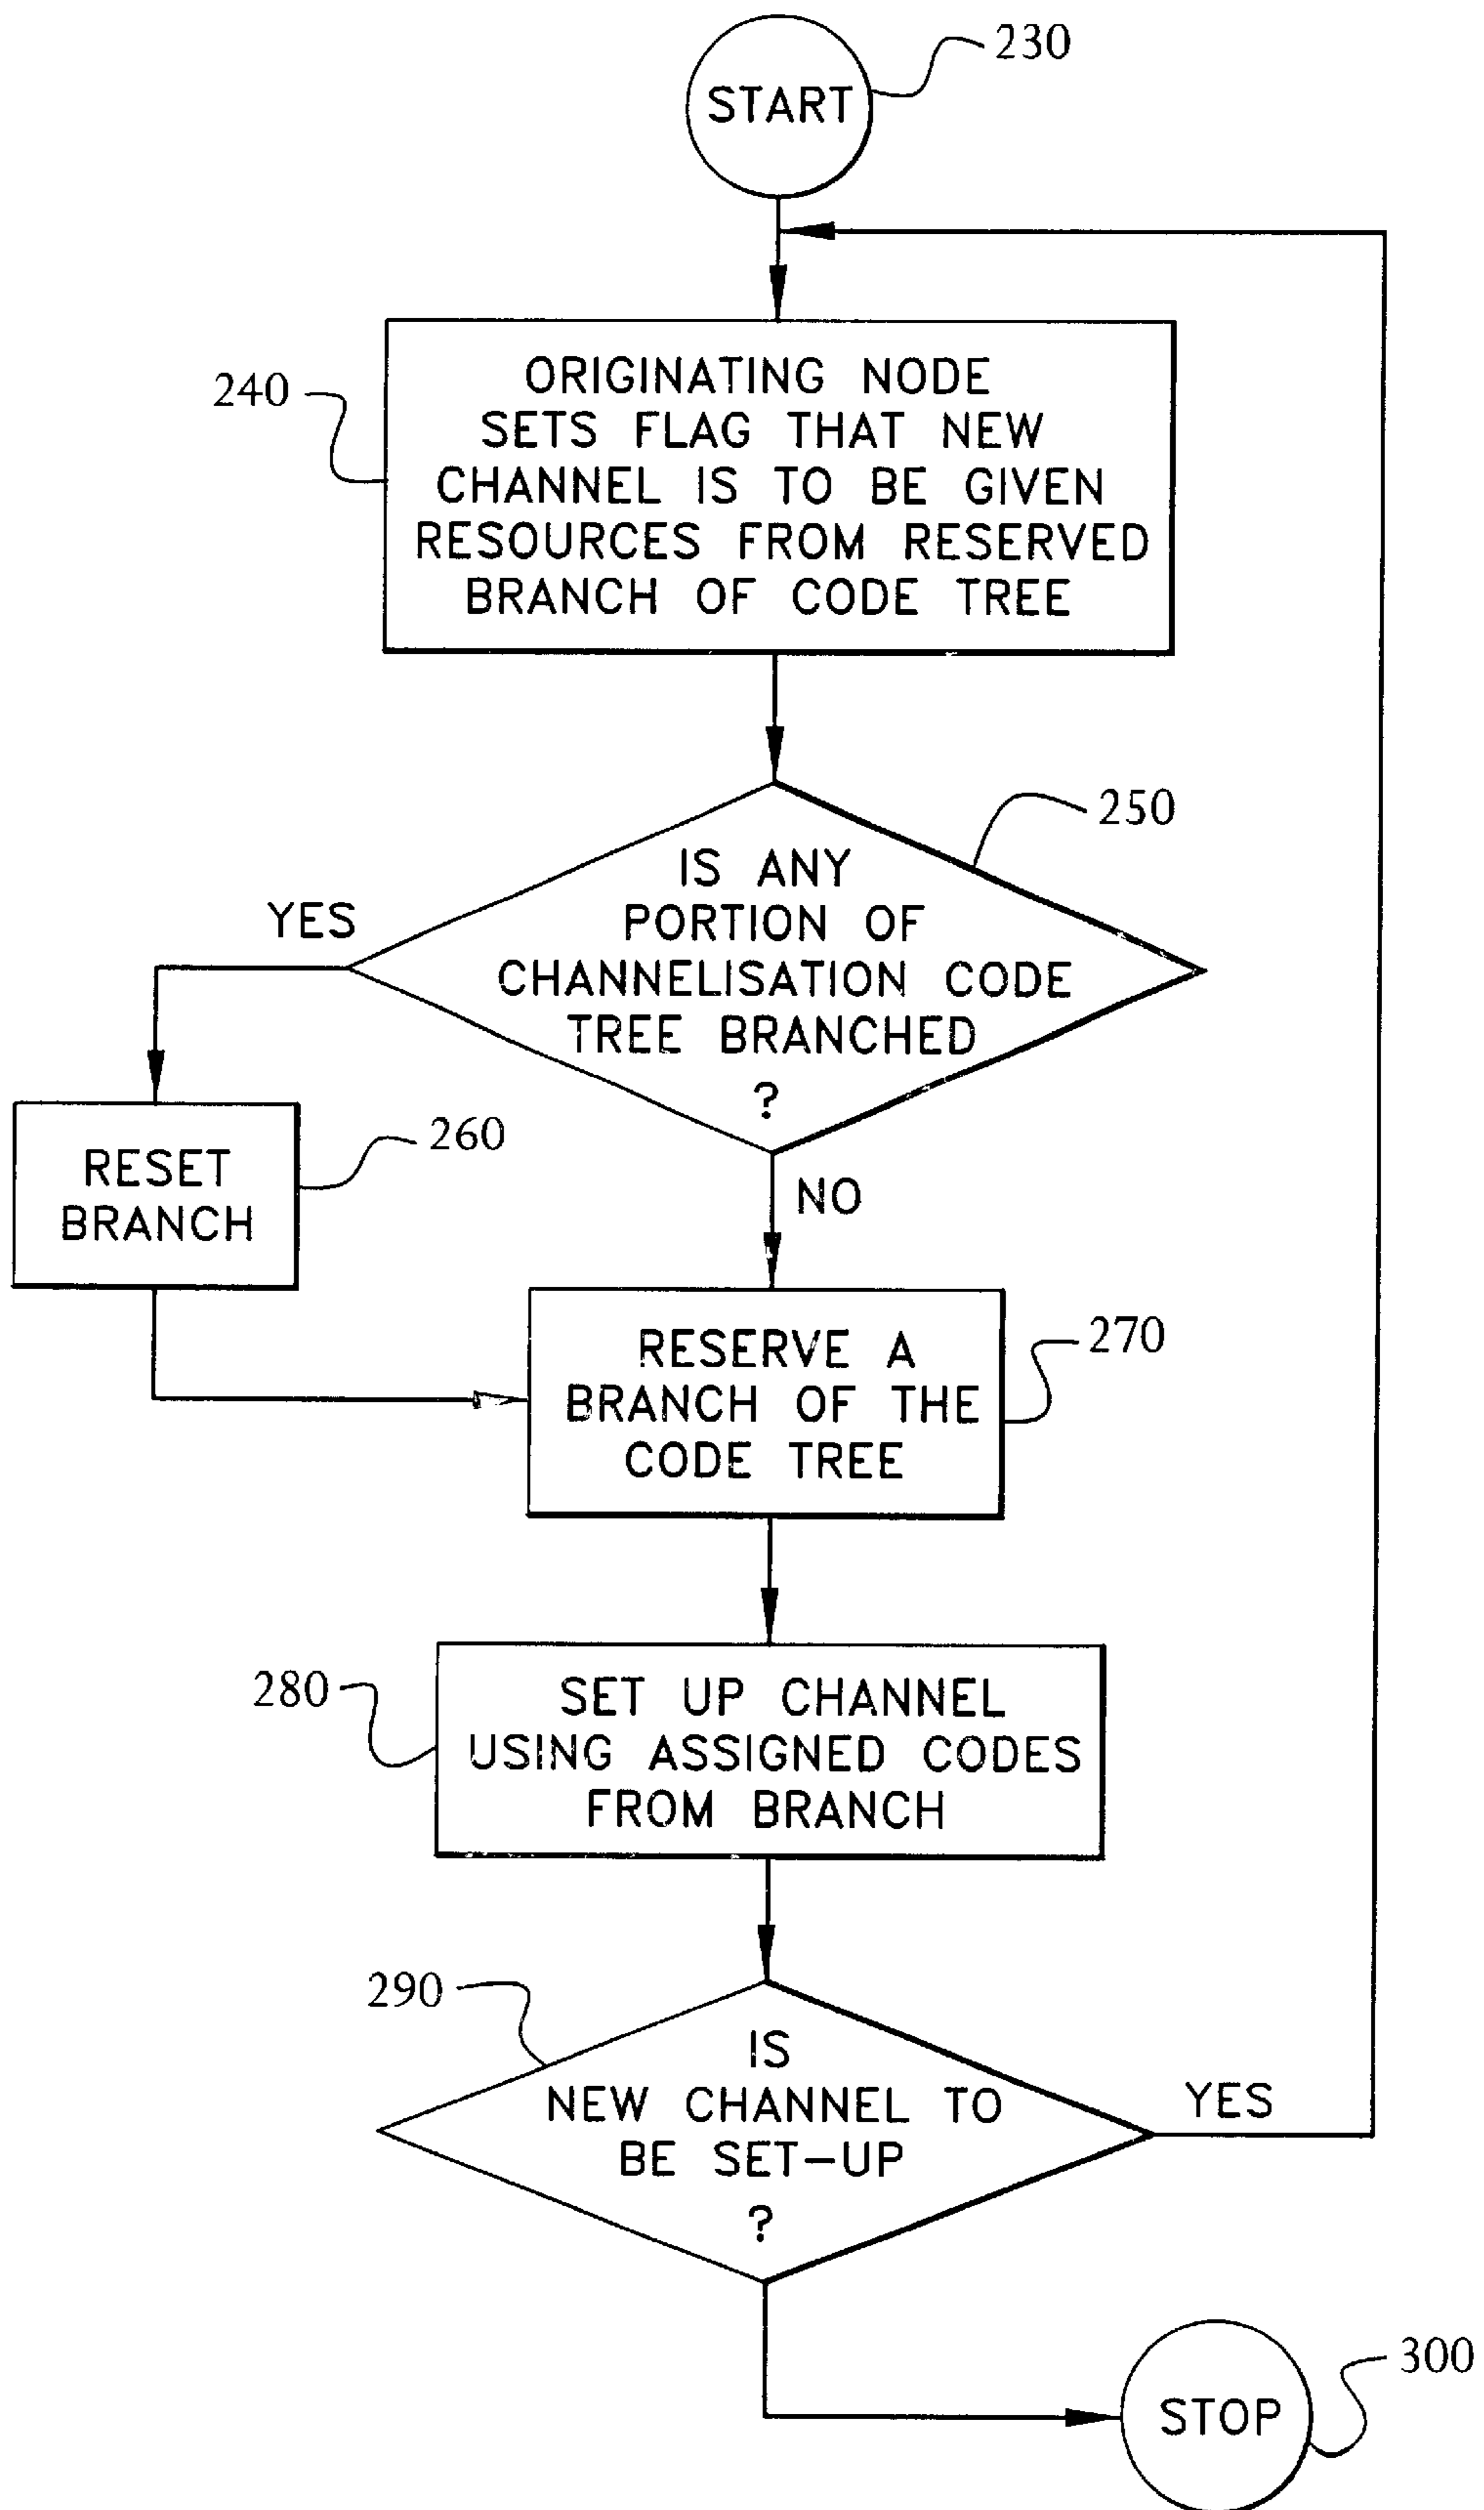 START
230
240
ORIGINATING NODE
SETS FLAG THAT NEW
CHANNEL IS TO BE GIVEN
RESOURCES FROM RESERVED
BRANCH OF CODE TREE
250
IS ANY
PORTION OF
CHANNELISATION CODE
TREE BRANCHED
?
YES
NO
RESET
BRANCH
260
RESERVE A
BRANCH OF THE
CODE TREE
270
280
SET UP CHANNEL
USING ASSIGNED CODES
FROM BRANCH
290
IS
NEW CHANNEL TO
BE SET-UP
?
YES
STOP
300